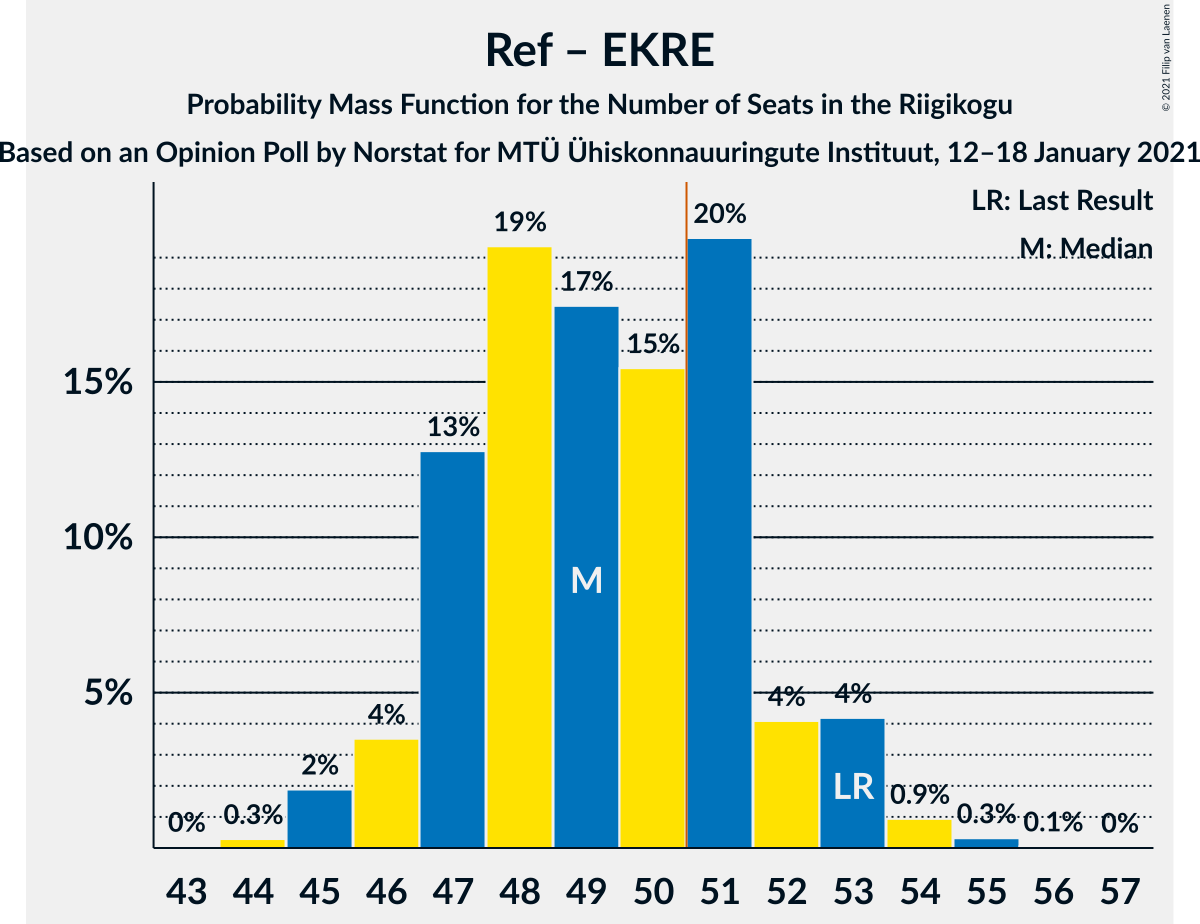 Ref – EKRE
Probability Mass Function for the Number of Seats in the Riigikogu
Based on an Opinion Poll by Norstat for MTÜ Ühiskonnauuringute Instituut, 12–18 January 2021
© 2021 Filip van Laenen
LR: Last Result
M: Median
15%
10%
5%
0%
0.3%
2%
4%
13%
19%
17%
15%
20%
4%
4%
0.9%
0.3%
0.1%
0%
M
LR
43 44 45 46 47 48 49 50 51 52 53 54 55 56 57